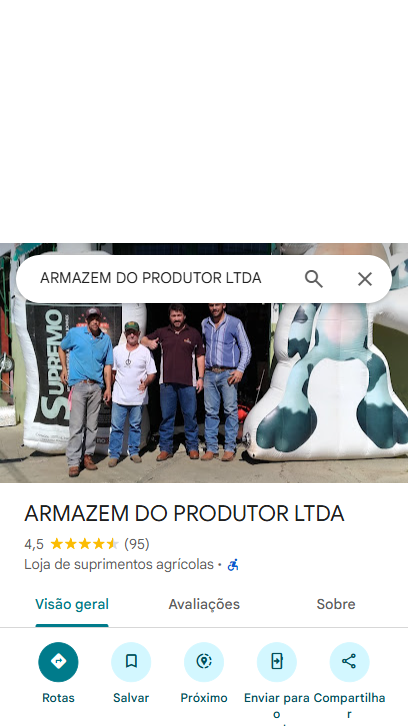 ARMAZEM DO PRODUTOR LTDA
SUPREMO
ARMAZEM DO PRODUTOR LTDA
4,5 (95)
Loja de suprimentos agrícolas ·
Visão geral Avaliações Sobre
Rotas Salvar Próximo Enviar para o Compartilhar